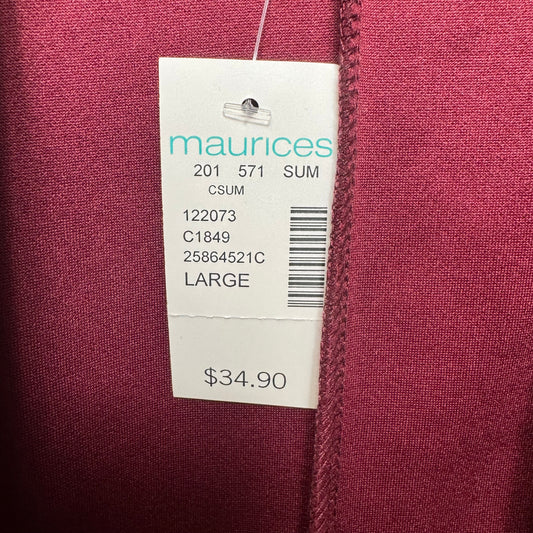 maurices
201 571 SUM
CSUM
122073
C1849
25864521C
LARGE
$34.90